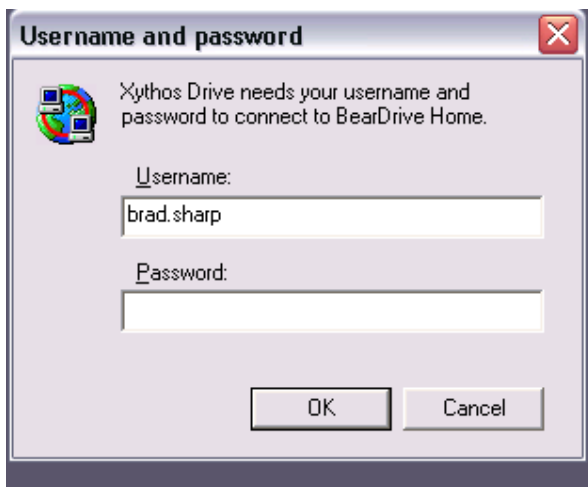 Username and password
Xythos Drive needs your username and
password to connect to BearDrive Home.
Username:
brad.sharp
Password:
OK Cancel